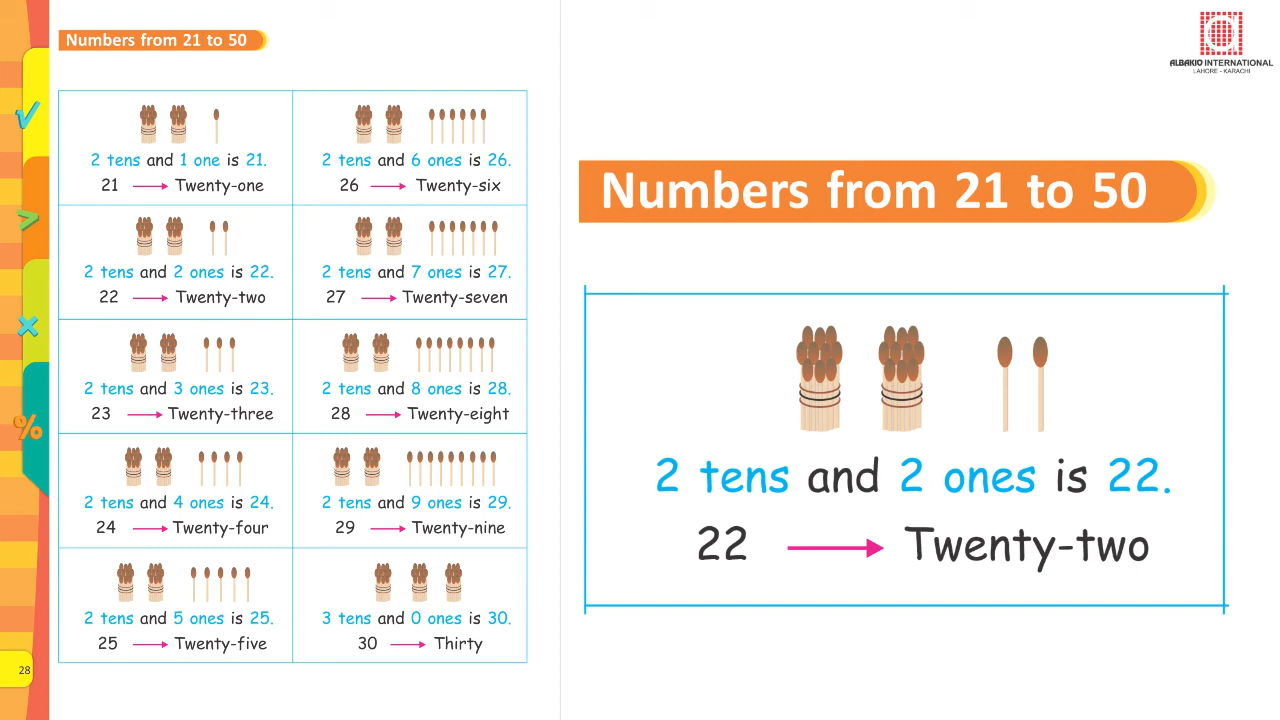 Numbers from 21 to 50
2 tens and 1 one is 21.
21 Twenty-one
2 tens and 6 ones is 26.
26 Twenty-six
2 tens and 2 ones is 22.
22 Twenty-two
2 tens and 7 ones is 27.
27 Twenty-seven
2 tens and 3 ones is 23.
23 Twenty-three
2 tens and 8 ones is 28.
28 Twenty-eight
2 tens and 4 ones is 24.
24 Twenty-four
2 tens and 9 ones is 29.
29 Twenty-nine
2 tens and 5 ones is 25.
25 Twenty-five
3 tens and 0 ones is 30.
30 Thirty
√
>
×
%
28
ALBAKIO INTERNATIONAL
LAHORE - KARACHI
Numbers from 21 to 50
2 tens and 2 ones is 22.
22 Twenty-two